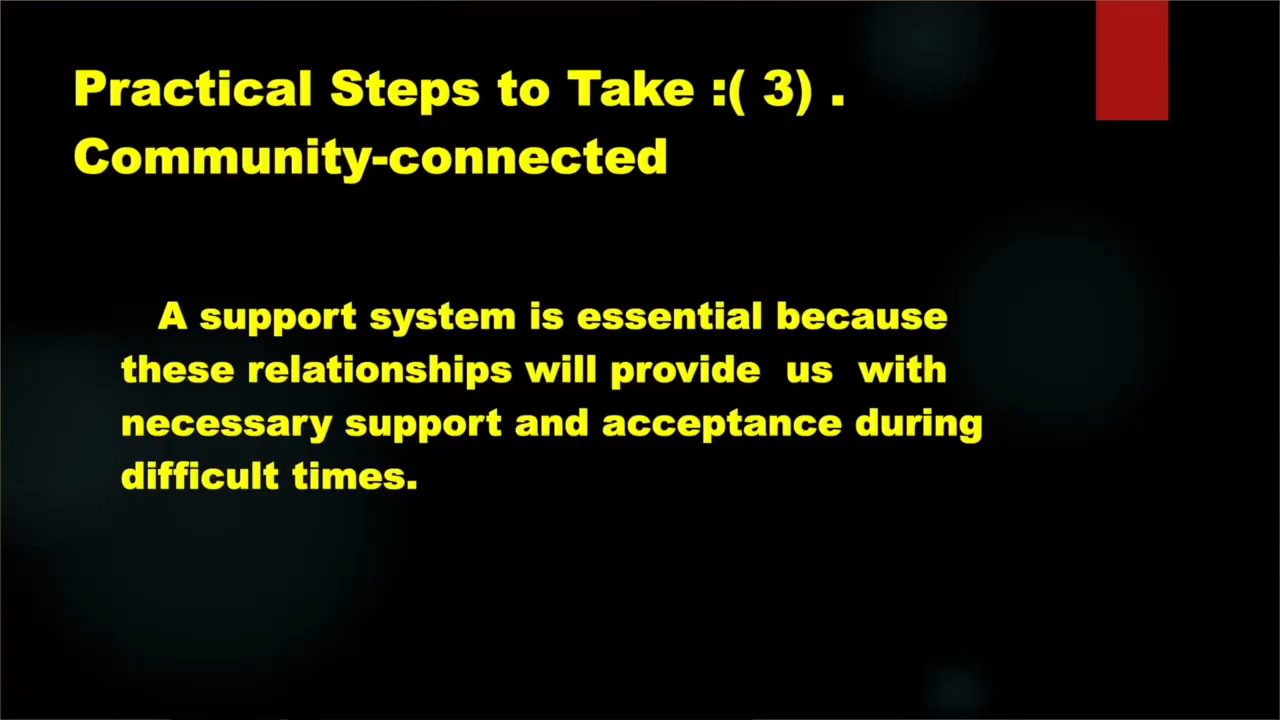 Practical Steps to Take :( 3) .
Community-connected
A support system is essential because
these relationships will provide  us  with
necessary support and acceptance during
difficult times.